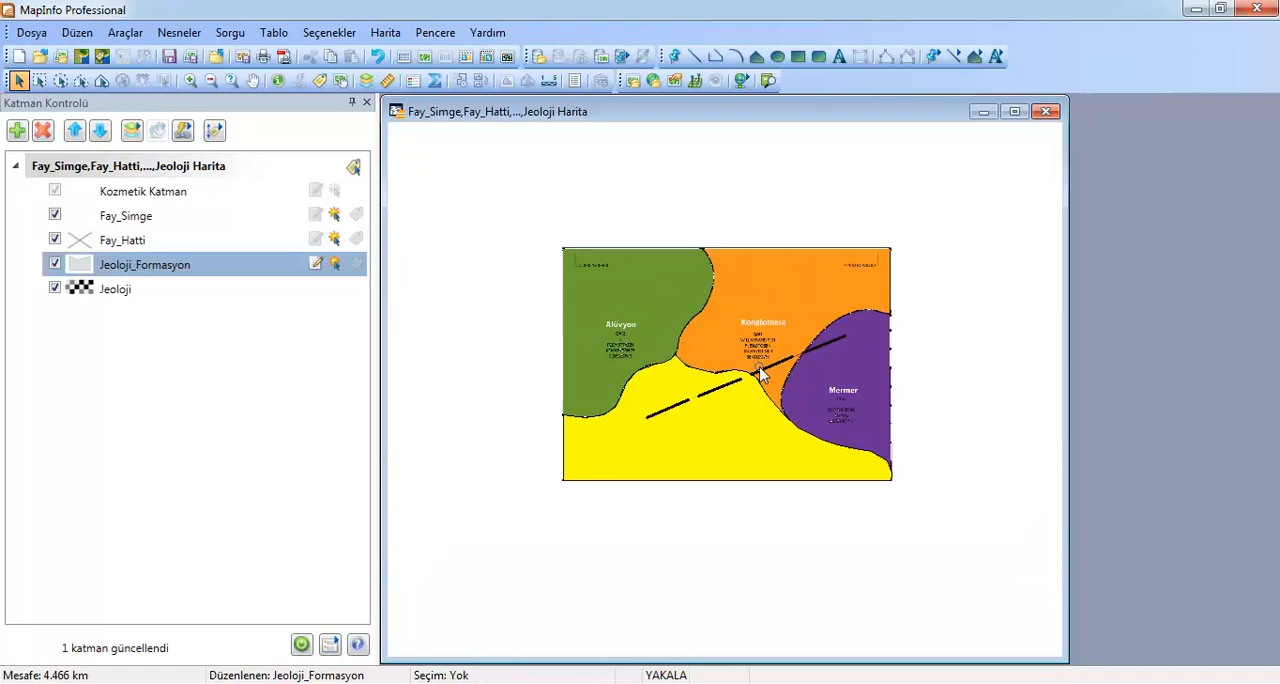 MapInfo Professional
Dosya Düzen Araçlar Nesneler Sorgu Tablo Seçenekler Harita Pencere Yardım
Katman Kontrolü
Fay_Simge,Fay_Hatti,...,Jeoloji Harita
Fay_Simge,Fay_Hatti,...,Jeoloji Harita
Kozmetik Katman
Fay_Simge
Fay_Hatti
Jeoloji_Formasyon
Jeoloji
Alüvyon
Konglomera
Mermer
1 katman güncellendi
Mesafe: 4.466 km Düzenlenen: Jeoloji_Formasyon Seçim: Yok YAKALA